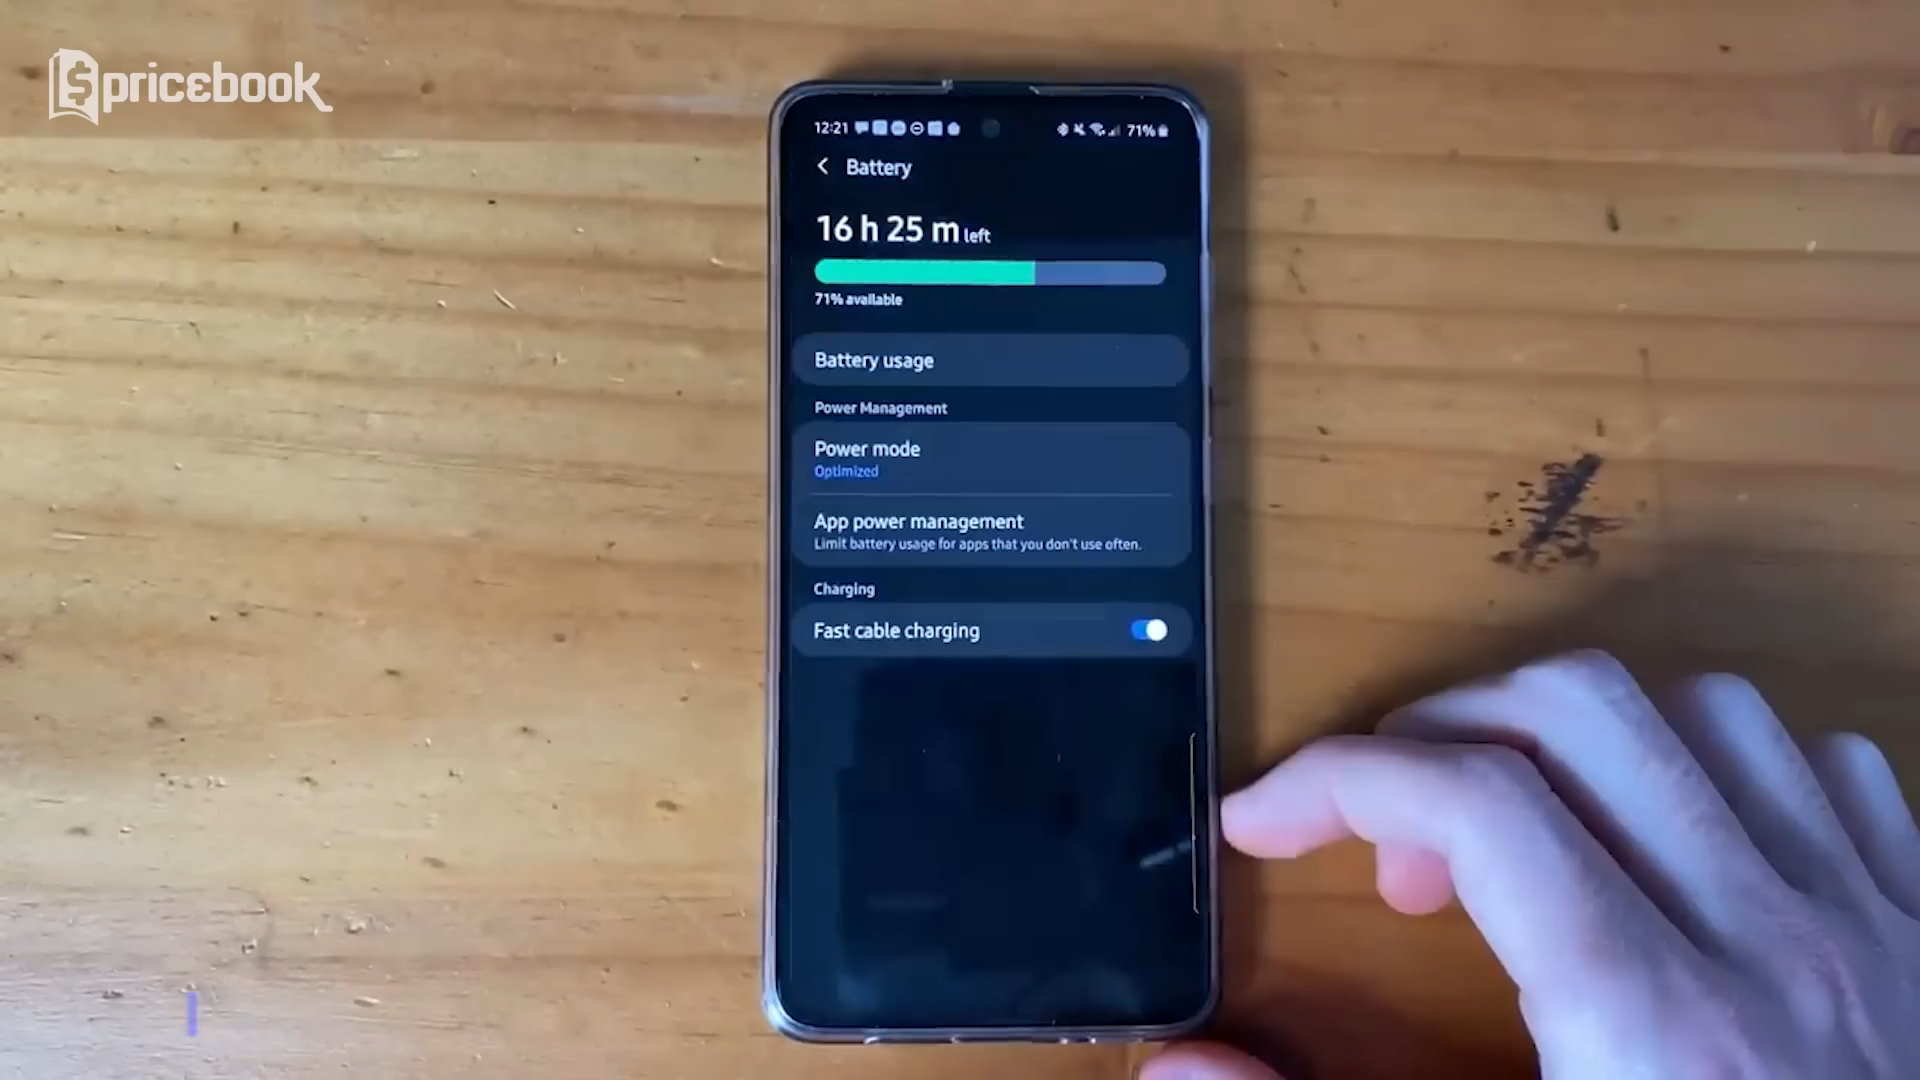 pricebook
12:21 71%
Battery
16 h 25 m left
71% available
Battery usage
Power Management
Power mode
Optimized
App power management
Limit battery usage for apps that you don't use often.
Charging
Fast cable charging